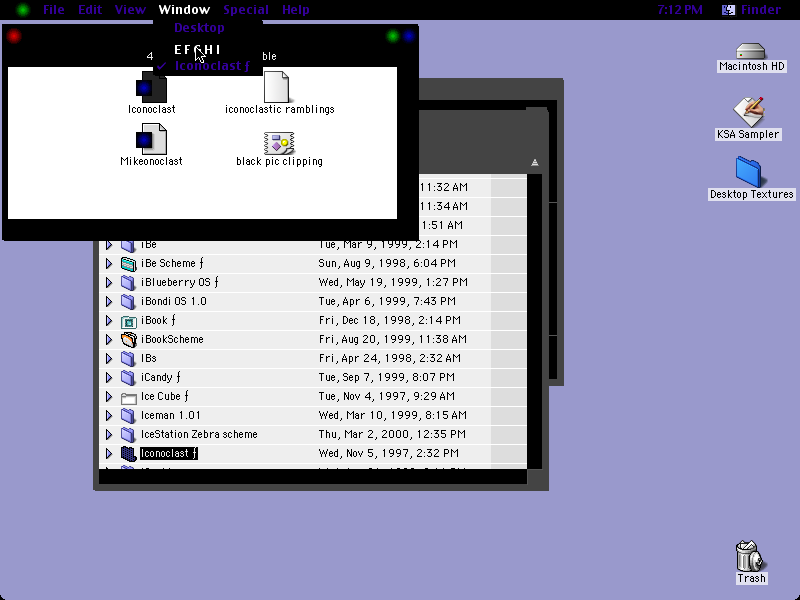 File Edit View Window Special Help 7:12 PM Finder
Desktop
E F G H I
✓ Iconoclast ƒ
4 ble
Iconoclast iconoclastic ramblings
Mikeonoclast black pic clipping
Macintosh HD
KSA Sampler
Desktop Textures
11:32 AM
11:34 AM
1:51 AM
iBe Tue, Mar 9, 1999, 2:14 PM
iBe Scheme ƒ Sun, Aug 9, 1998, 6:04 PM
iBlueberry OS ƒ Wed, May 19, 1999, 1:27 PM
iBondi OS 1.0 Tue, Apr 6, 1999, 7:43 PM
iBook ƒ Fri, Dec 18, 1998, 2:14 PM
iBookScheme Fri, Aug 20, 1999, 11:38 AM
IBs Fri, Apr 24, 1998, 2:32 AM
iCandy ƒ Tue, Sep 7, 1999, 8:07 PM
Ice Cube ƒ Tue, Nov 4, 1997, 9:29 AM
Iceman 1.01 Wed, Mar 10, 1999, 8:15 AM
IceStation Zebra scheme Thu, Mar 2, 2000, 12:35 PM
Iconoclast ƒ Wed, Nov 5, 1997, 2:32 PM
Trash